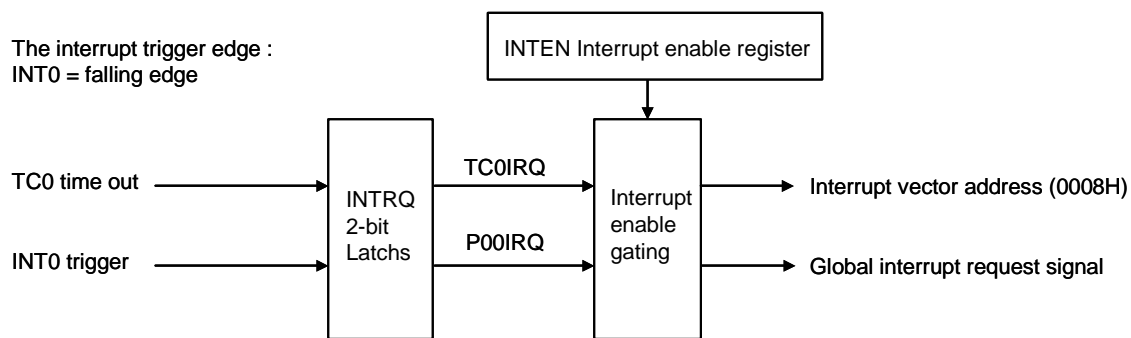 The interrupt trigger edge :
INT0 = falling edge
INTEN Interrupt enable register
TC0 time out
INT0 trigger
INTRQ
2-bit
Latchs
TC0IRQ
P00IRQ
Interrupt
enable
gating
Interrupt vector address (0008H)
Global interrupt request signal